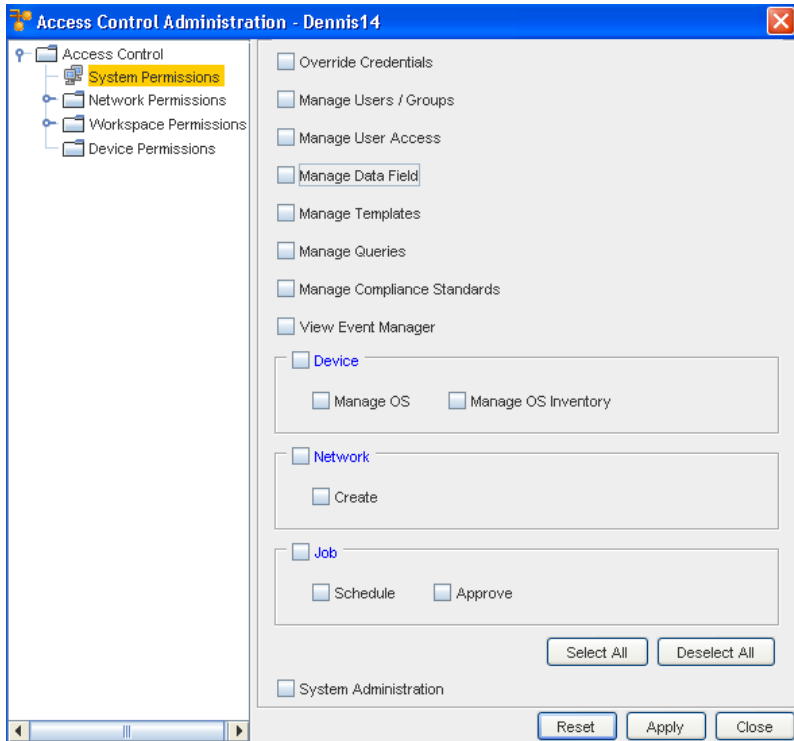 Access Control Administration - Dennis14
Access Control
System Permissions
Network Permissions
Workspace Permissions
Device Permissions
Override Credentials
Manage Users / Groups
Manage User Access
Manage Data Field
Manage Templates
Manage Queries
Manage Compliance Standards
View Event Manager
Device
Manage OS Manage OS Inventory
Network
Create
Job
Schedule Approve
Select All Deselect All
System Administration
Reset Apply Close